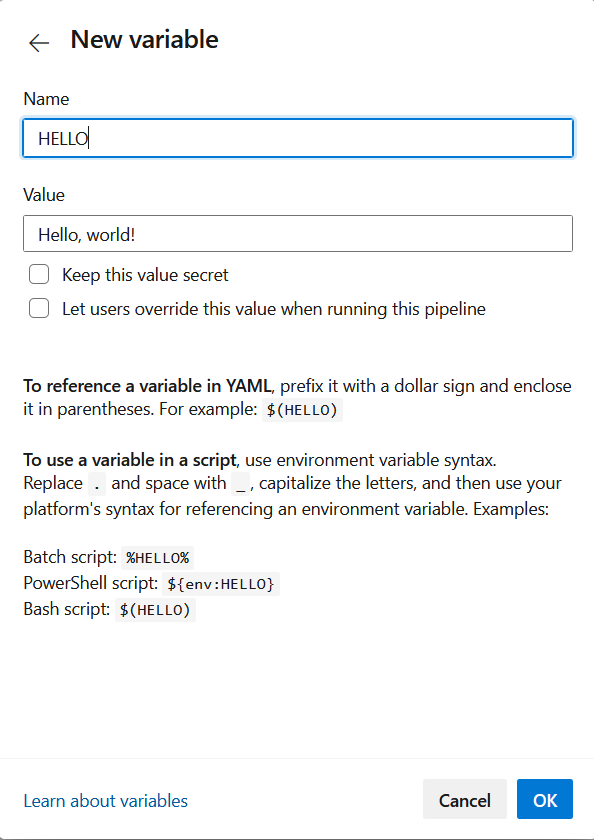 New variable
Name
HELLO
Value
Hello, world!
Keep this value secret
Let users override this value when running this pipeline
To reference a variable in YAML, prefix it with a dollar sign and enclose
it in parentheses. For example: $(HELLO)
To use a variable in a script, use environment variable syntax.
Replace . and space with _, capitalize the letters, and then use your
platform's syntax for referencing an environment variable. Examples:
Batch script: %HELLO%
PowerShell script: ${env:HELLO}
Bash script: $(HELLO)
Learn about variables
Cancel
OK